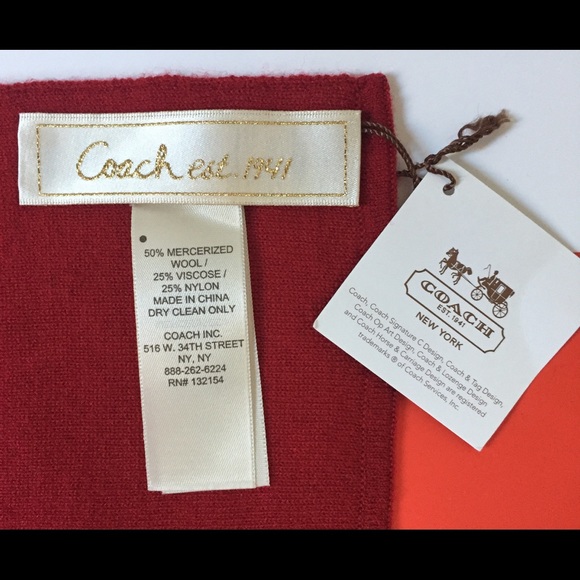 Coach est. 1941
50% MERCERIZED
WOOL /
25% VISCOSE /
25% NYLON
MADE IN CHINA
DRY CLEAN ONLY
COACH INC.
516 W. 34TH STREET
NY, NY
888-262-6224
RN# 132154
COACH
EST. 1941
NEW YORK
Coach, Coach Signature C Design, Coach & Tag Design,
Coach Op Art Design, Coach & Lozenge Design
and Coach Horse & Carriage Design are registered
trademarks ® of Coach Services, Inc.